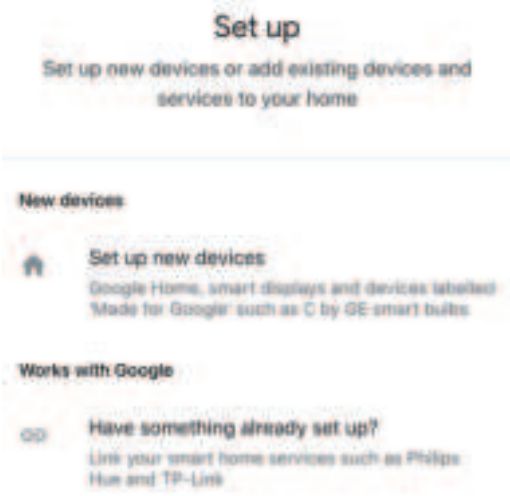 Set up
Set up new devices or add existing devices and
services to your home
New devices
Set up new devices
Google Home, smart displays and devices labelled
'Made for Google' such as C by GE smart bulbs
Works with Google
Have something already set up?
Link your smart home services such as Philips
Hue and TP-Link